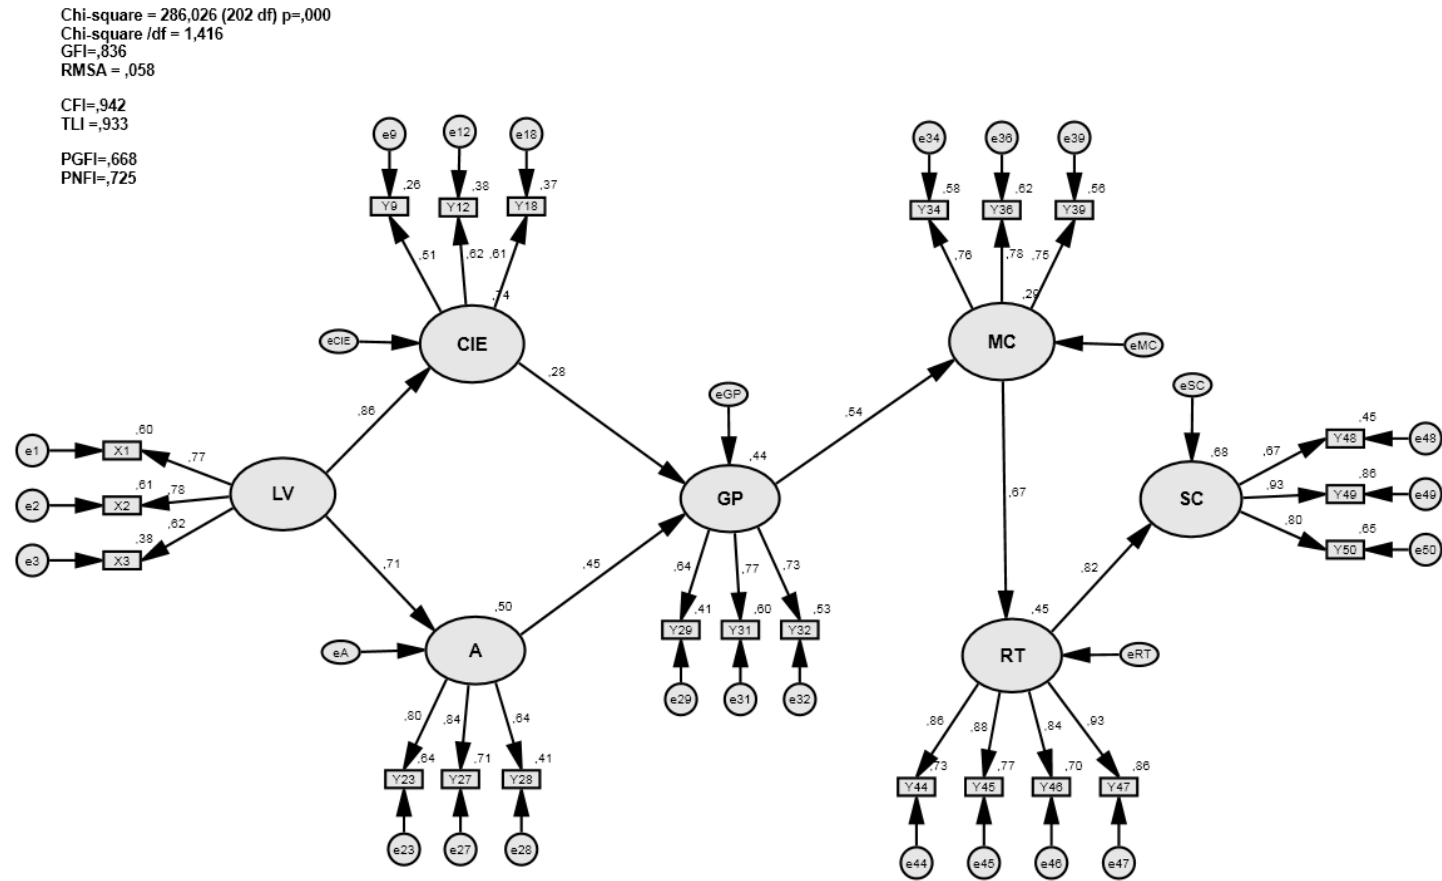 Chi-square = 286,026 (202 df) p=,000
Chi-square /df = 1,416
GFI=,836
RMSA = ,058
CFI=,942
TLI =,933
PGFI=,668
PNFI=,725
e9 e12 e18
,26 ,38 ,37
Y9 Y12 Y18
,51 ,62 ,61
,74
eCIE CIE
,28
,86
e34 e36 e39
,58 ,62 ,56
Y34 Y36 Y39
,76 ,78 ,75
,29
MC eMC
,54
,67
eGP
,44
GP
,64 ,77 ,73
,41 ,60 ,53
Y29 Y31 Y32
e29 e31 e32
,60
e1 X1 ,77
,61
e2 X2 ,78 LV
,38
e3 X3 ,62
,71
,45
,50
eA A
,80 ,84 ,64
,64 ,71 ,41
Y23 Y27 Y28
e23 e27 e28
eSC
,68
SC
,45
,67 Y48 e48
,86
,93 Y49 e49
,65
,80 Y50 e50
,82
,45
RT eRT
,86 ,88 ,84 ,93
,73 ,77 ,70 ,86
Y44 Y45 Y46 Y47
e44 e45 e46 e47